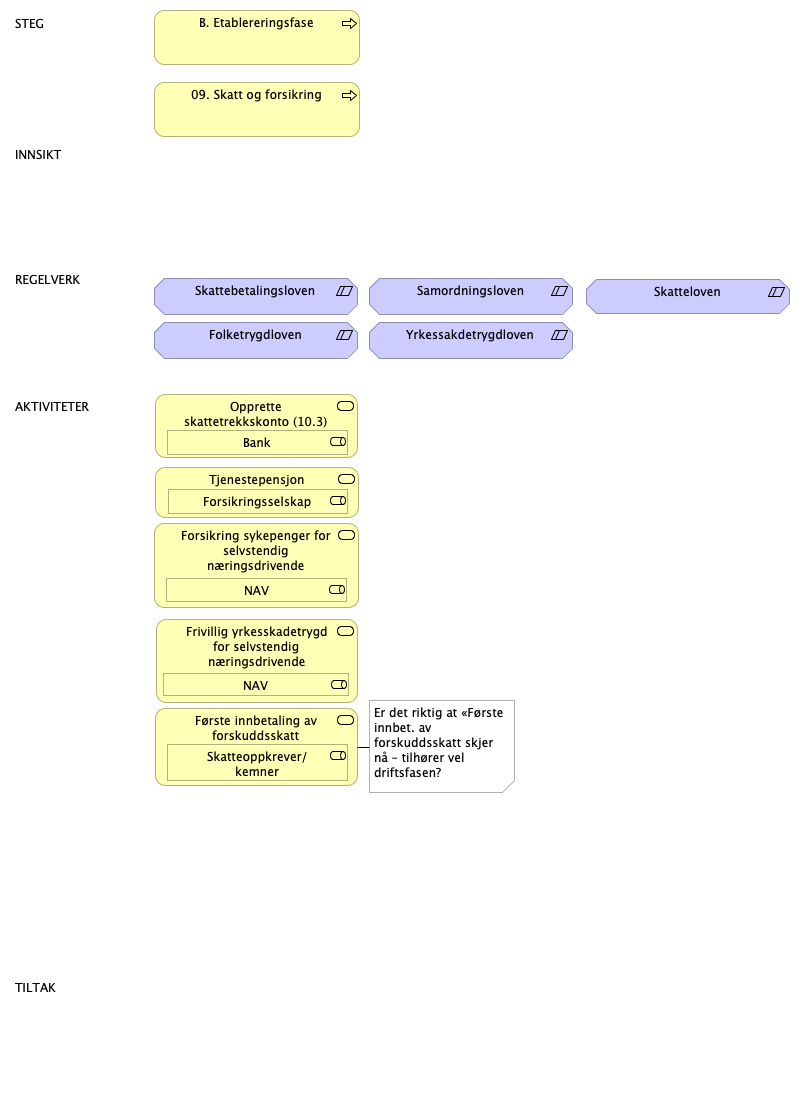 STEG
B. Etablereringsfase
09. Skatt og forsikring
INNSIKT
REGELVERK
Skattebetalingsloven
Samordningsloven
Skatteloven
Folketrygdloven
Yrkessakdetrygdloven
AKTIVITETER
Opprette
skattetrekkskonto (10.3)
Bank
Tjenestepensjon
Forsikringsselskap
Forsikring sykepenger for
selvstendig
næringsdrivende
NAV
Frivillig yrkesskadetrygd
for selvstendig
næringsdrivende
NAV
Første innbetaling av
forskuddsskatt
Skatteoppkrever/
kemner
Er det riktig at «Første
innbet. av
forskuddsskatt skjer
nå – tilhører vel
driftsfasen?
TILTAK